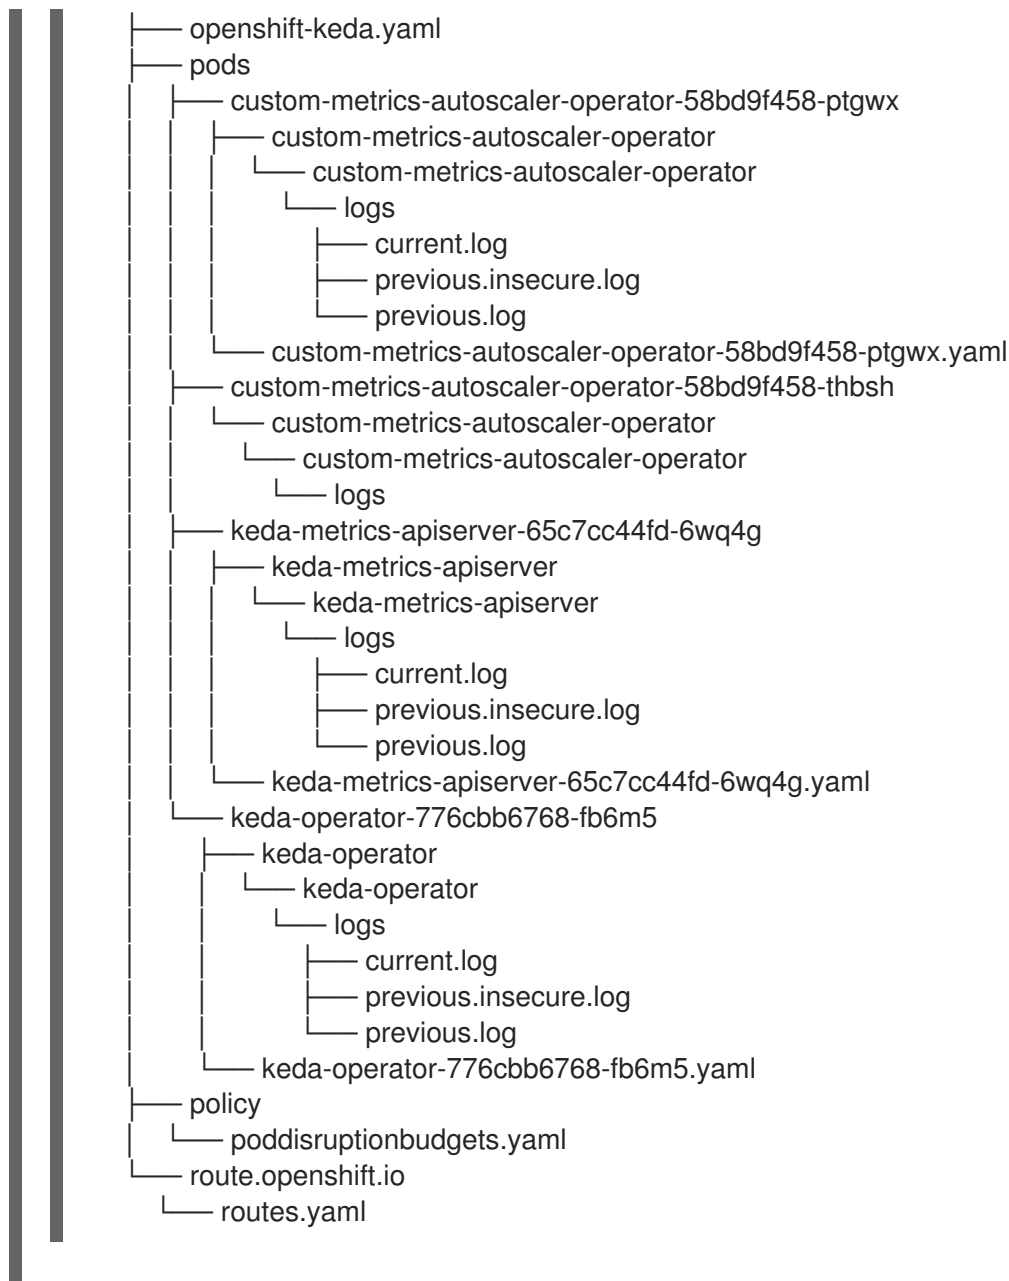 ├── openshift-keda.yaml
├── pods
│   ├── custom-metrics-autoscaler-operator-58bd9f458-ptgwx
│   │   ├── custom-metrics-autoscaler-operator
│   │   │   └── custom-metrics-autoscaler-operator
│   │   │       └── logs
│   │   │           ├── current.log
│   │   │           ├── previous.insecure.log
│   │   │           └── previous.log
│   │   └── custom-metrics-autoscaler-operator-58bd9f458-ptgwx.yaml
│   ├── custom-metrics-autoscaler-operator-58bd9f458-thbsh
│   │   └── custom-metrics-autoscaler-operator
│   │       └── custom-metrics-autoscaler-operator
│   │           └── logs
│   ├── keda-metrics-apiserver-65c7cc44fd-6wq4g
│   │   ├── keda-metrics-apiserver
│   │   │   └── keda-metrics-apiserver
│   │   │       └── logs
│   │   │           ├── current.log
│   │   │           ├── previous.insecure.log
│   │   │           └── previous.log
│   │   └── keda-metrics-apiserver-65c7cc44fd-6wq4g.yaml
│   └── keda-operator-776cbb6768-fb6m5
│       ├── keda-operator
│       │   └── keda-operator
│       │       └── logs
│       │           ├── current.log
│       │           ├── previous.insecure.log
│       │           └── previous.log
│       └── keda-operator-776cbb6768-fb6m5.yaml
├── policy
│   └── poddisruptionbudgets.yaml
└── route.openshift.io
    └── routes.yaml